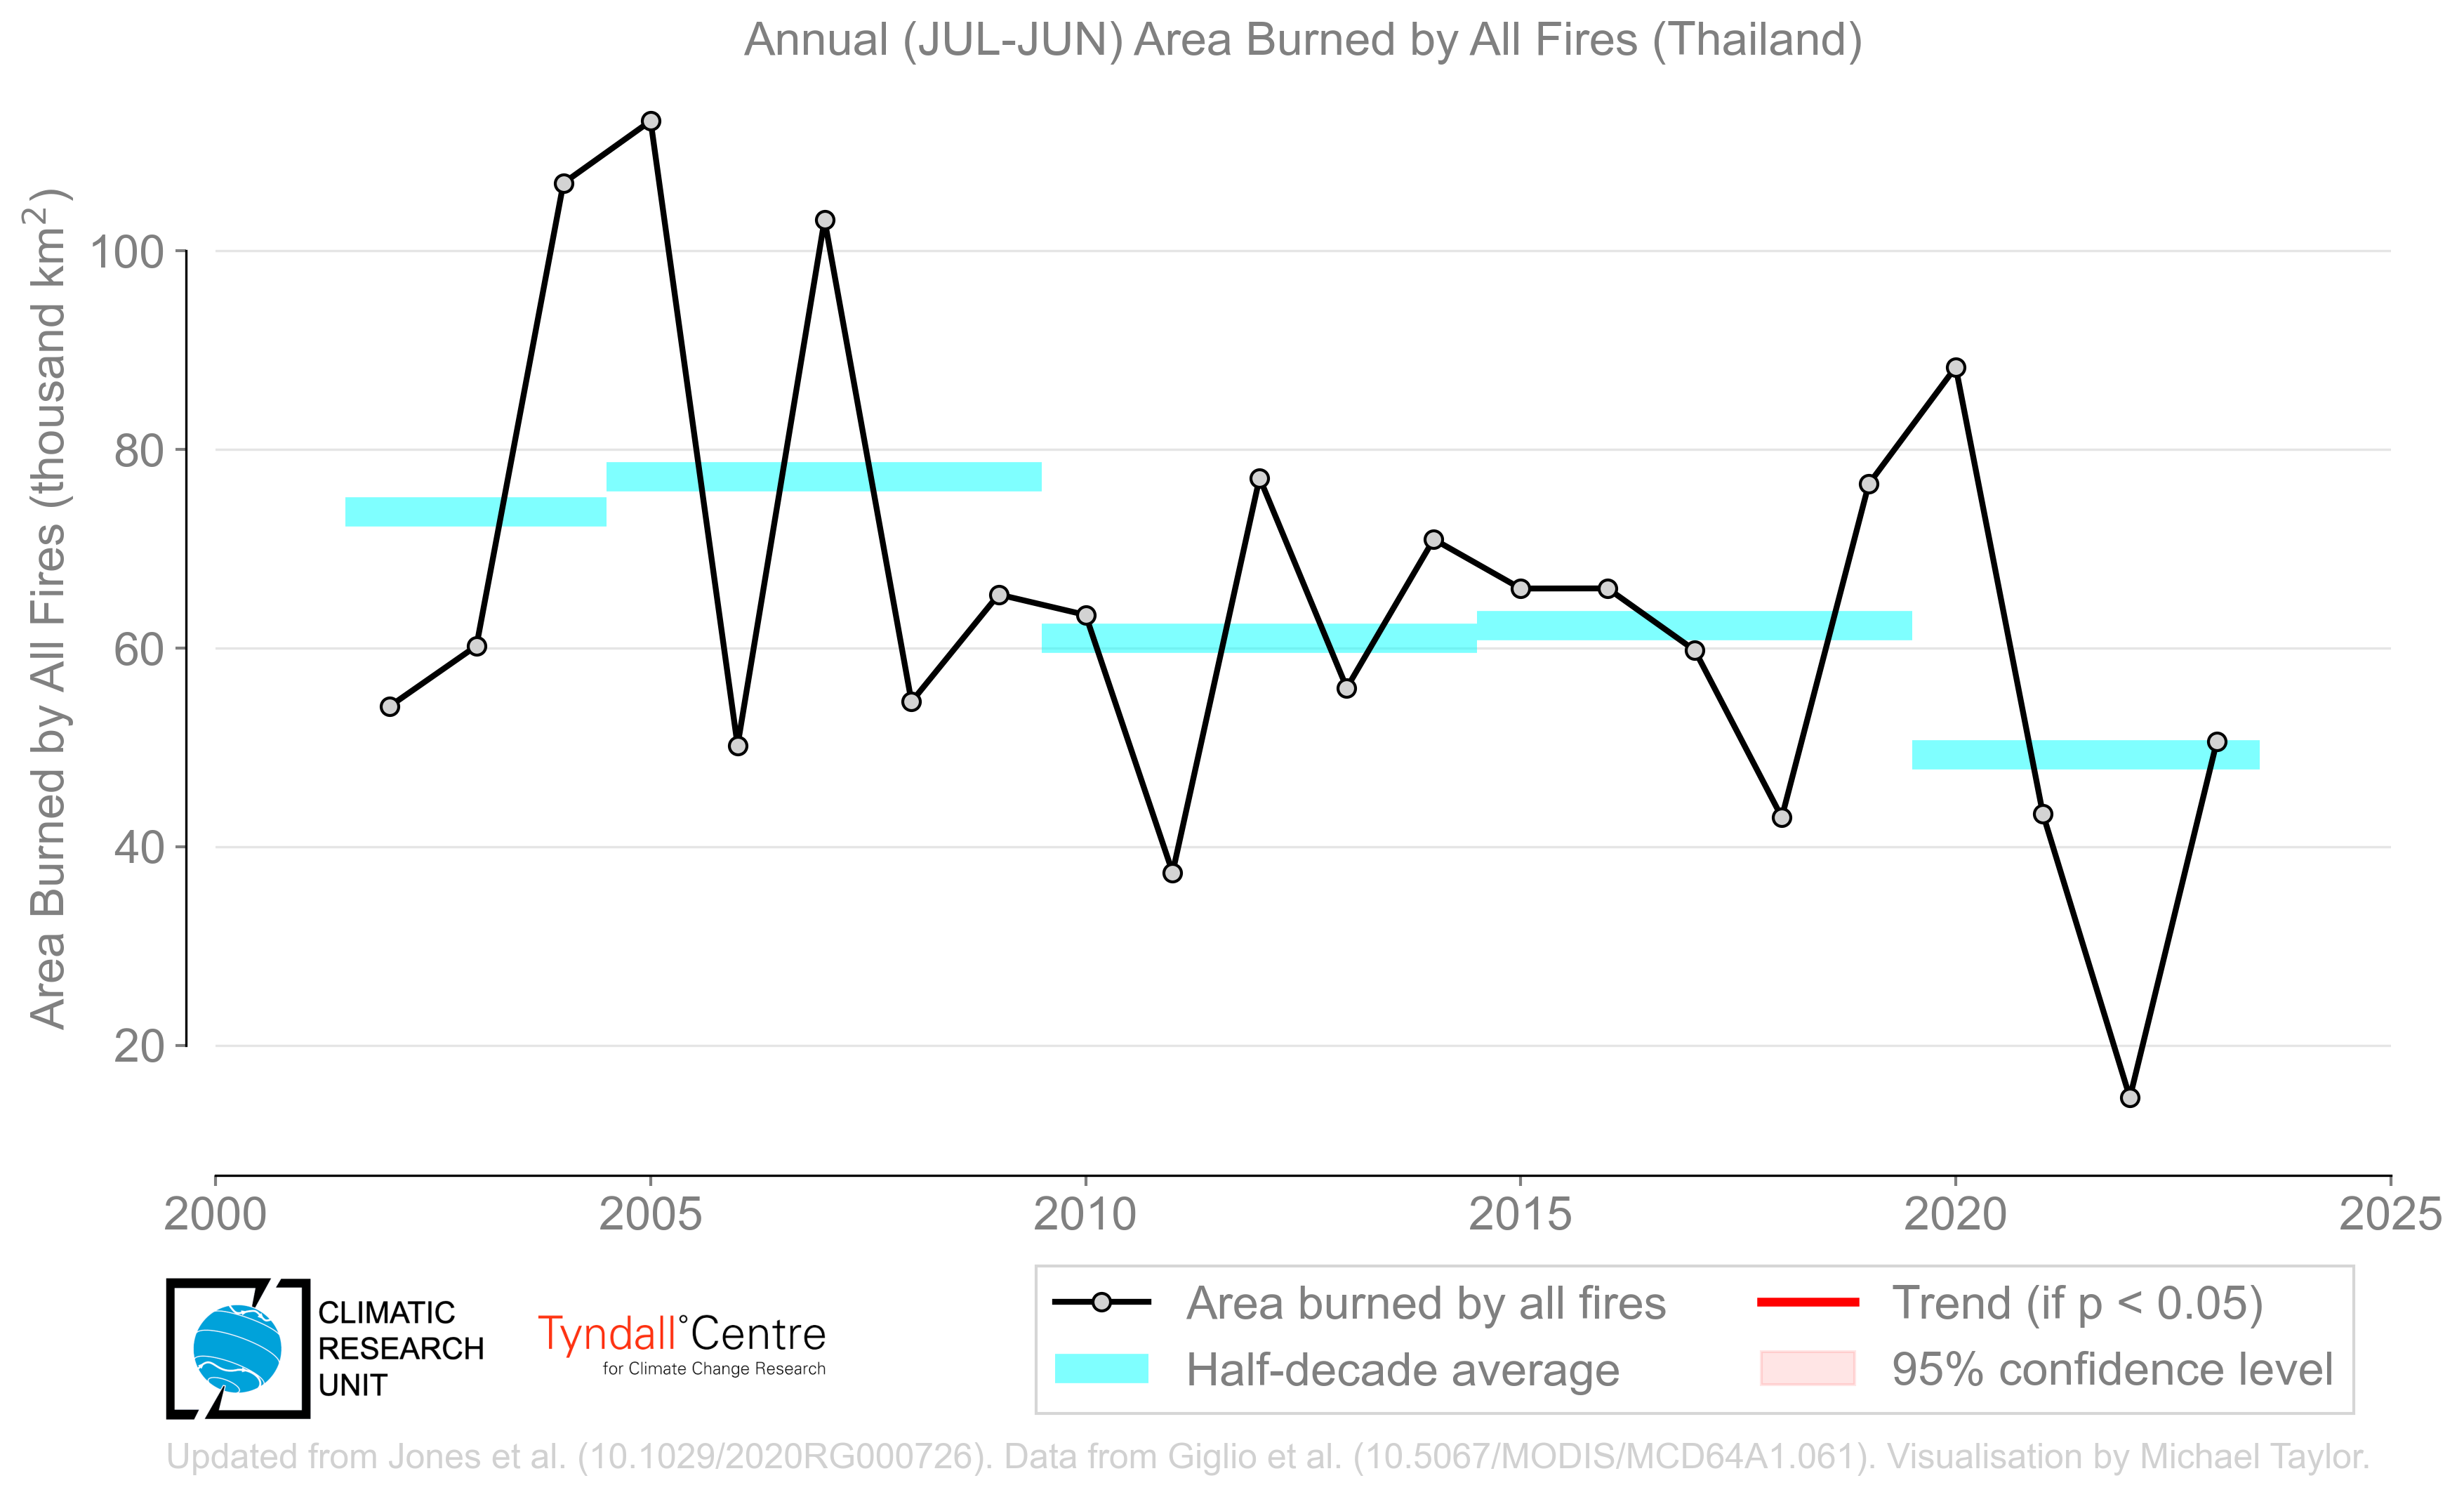 Annual (JUL-JUN) Area Burned by All Fires (Thailand)
Area Burned by All Fires (thousand km²)
100
80
60
40
20
2000
2005
2010
2015
2020
2025
CLIMATIC
RESEARCH
UNIT
Tyndall°Centre
for Climate Change Research
Area burned by all fires
Half-decade average
Trend (if p < 0.05)
95% confidence level
Updated from Jones et al. (10.1029/2020RG000726). Data from Giglio et al. (10.5067/MODIS/MCD64A1.061). Visualisation by Michael Taylor.